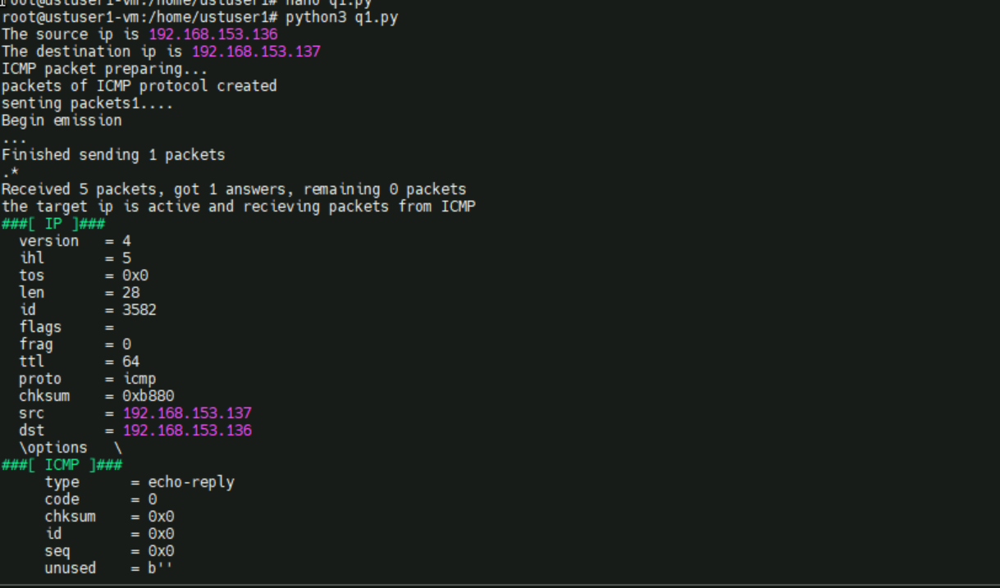 root@ustuser1-vm:/home/ustuser1# nano q1.py
root@ustuser1-vm:/home/ustuser1# python3 q1.py
The source ip is 192.168.153.136
The destination ip is 192.168.153.137
ICMP packet preparing...
packets of ICMP protocol created
senting packets1....
Begin emission
...
Finished sending 1 packets
.*
Received 5 packets, got 1 answers, remaining 0 packets
the target ip is active and recieving packets from ICMP
###[ IP ]###
  version   = 4
  ihl       = 5
  tos       = 0x0
  len       = 28
  id        = 3582
  flags     =
  frag      = 0
  ttl       = 64
  proto     = icmp
  chksum    = 0xb880
  src       = 192.168.153.137
  dst       = 192.168.153.136
  \options   \
###[ ICMP ]###
     type      = echo-reply
     code      = 0
     chksum    = 0x0
     id        = 0x0
     seq       = 0x0
     unused    = b''